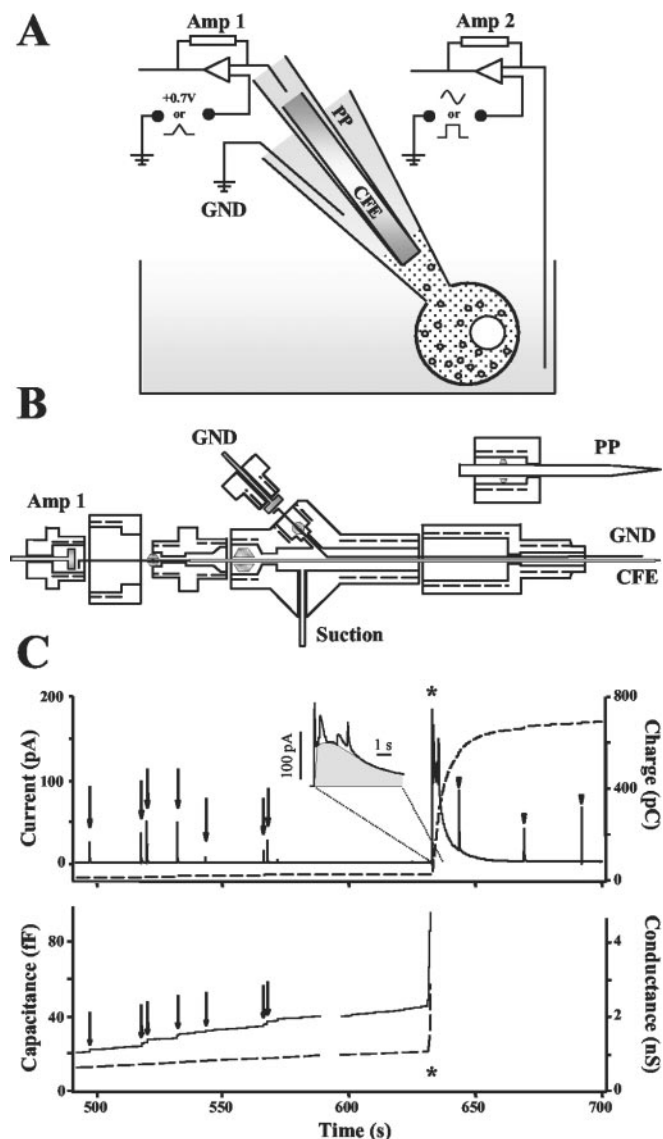 A
Amp 1
Amp 2
+0.7V
or
or
PP
CFE
GND
B
GND
PP
Amp 1
GND
CFE
Suction
C
*
200
800
Current (pA)
Charge (pC)
100 pA
1 s
100
400
0
0
Capacitance (fF)
Conductance (nS)
80
4
40
2
0
0
*
500
550
600
650
700
Time (s)